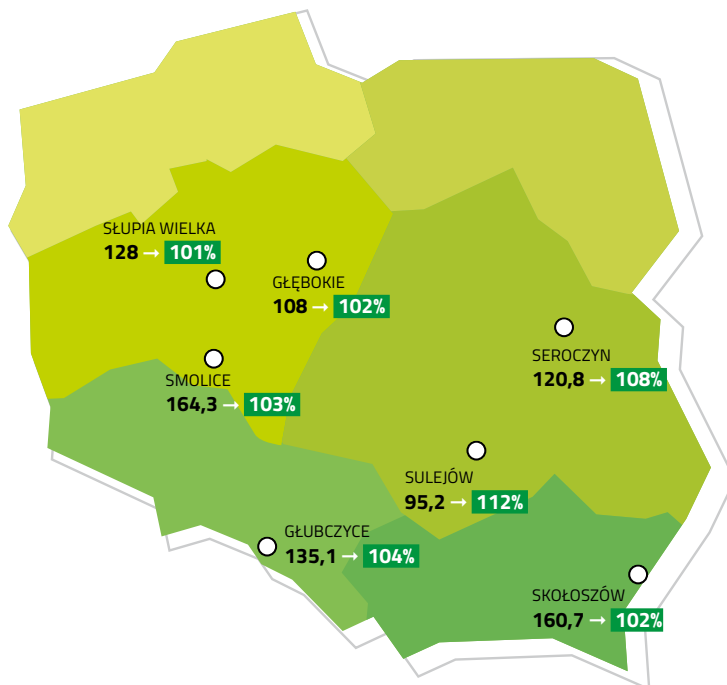 SŁUPIA WIELKA
128 → 101%
GŁĘBOKIE
108 → 102%
SEROCZYN
120,8 → 108%
SMOLICE
164,3 → 103%
SULEJÓW
95,2 → 112%
GŁUBCZYCE
135,1 → 104%
SKOŁOSZÓW
160,7 → 102%